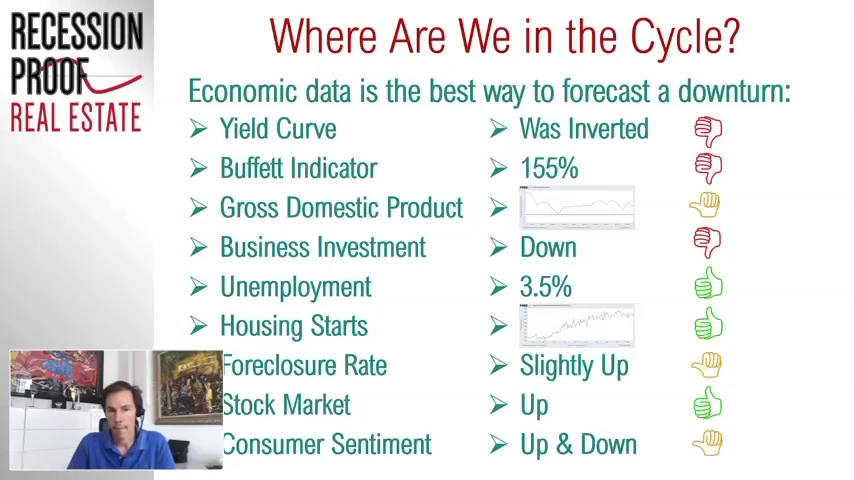 RECESSION
PROOF
REAL ESTATE
Where Are We in the Cycle?
Economic data is the best way to forecast a downturn:
Yield Curve
Was Inverted
Buffett Indicator
155%
Gross Domestic Product
Business Investment
Down
Unemployment
3.5%
Housing Starts
Foreclosure Rate
Slightly Up
Stock Market
Up
Consumer Sentiment
Up & Down